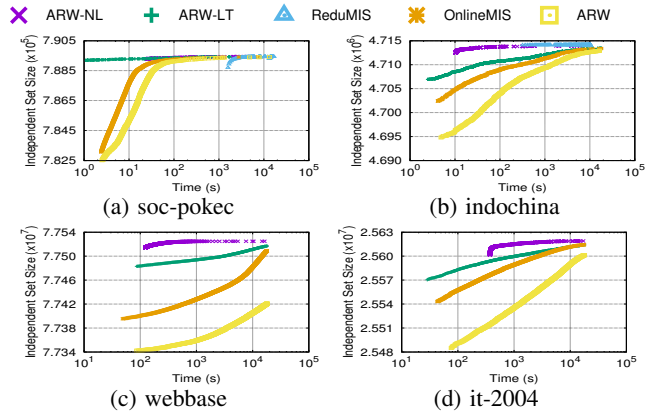 ARW-NL ARW-LT ReduMIS OnlineMIS ARW
Independent Set Size (x10^5)
7.905
7.885
7.865
7.845
7.825
10^0 10^1 10^2 10^3 10^4 10^5
Time (s)
(a) soc-pokec
Independent Set Size (x10^6)
4.715
4.710
4.705
4.700
4.695
4.690
10^0 10^1 10^2 10^3 10^4 10^5
Time (s)
(b) indochina
Independent Set Size (x10^7)
7.754
7.750
7.742
7.734
10^1 10^2 10^3 10^4 10^5
Time (s)
(c) webbase
Independent Set Size (x10^7)
2.563
2.560
2.554
2.551
2.548
10^1 10^2 10^3 10^4 10^5
Time (s)
(d) it-2004